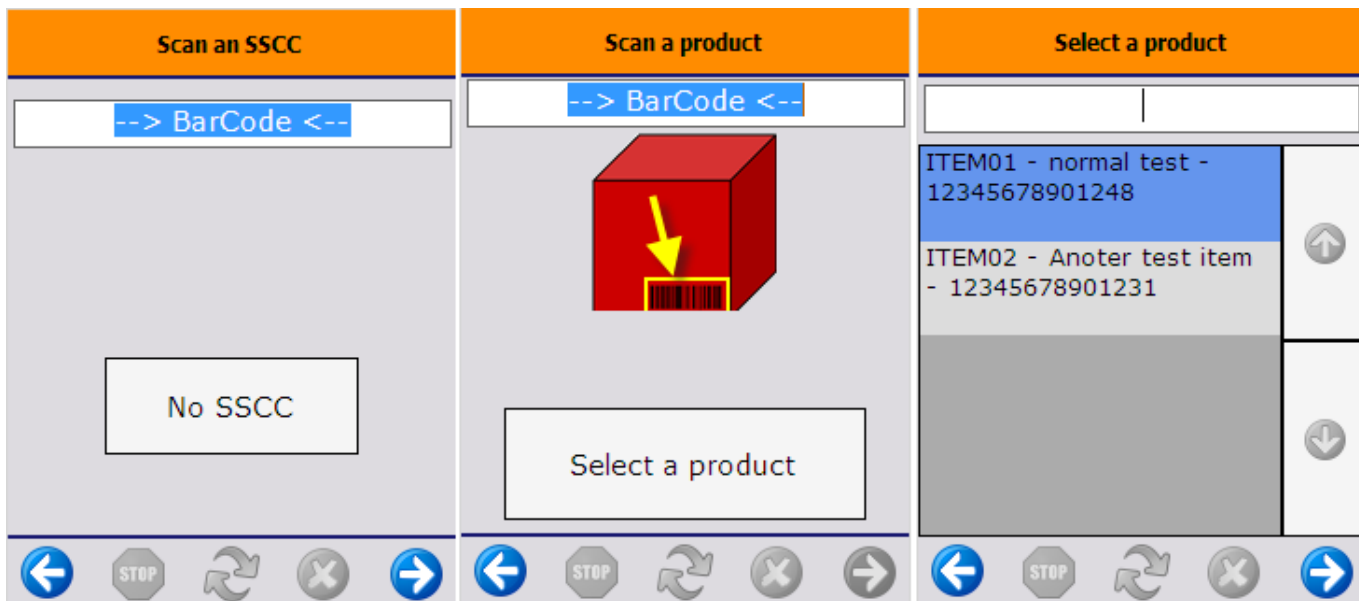 Scan an SSCC
--> BarCode <--
No SSCC
STOP
Scan a product
--> BarCode <--
Select a product
STOP
Select a product
ITEM01 - normal test -
12345678901248
ITEM02 - Anoter test item
- 12345678901231
STOP